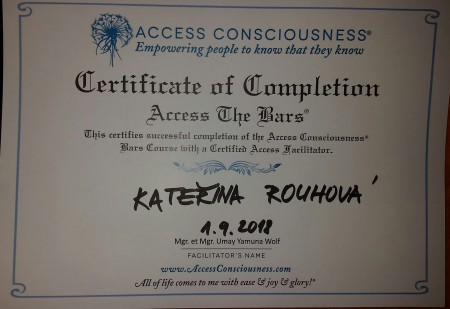 ACCESS CONSCIOUSNESS®
Empowering people to know that they know
Certificate of Completion
Access The Bars®
This certifies successful completion of the Access Consciousness®
Bars Course with a Certified Access Facilitator.
KATEŘINA ROUHOVÁ
1.9.2018
Mgr. et Mgr. Umay Yamuna Wolf
FACILITATOR'S NAME
www.AccessConsciousness.com
All of life comes to me with ease & joy & glory!®